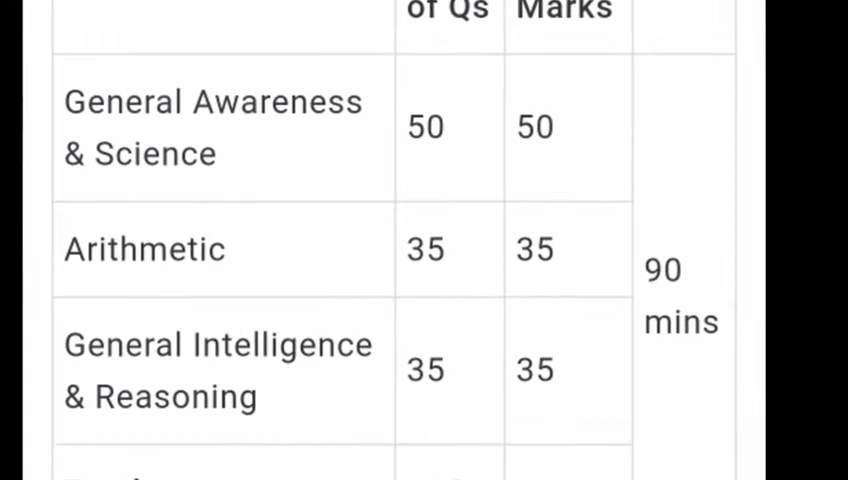 of Qs Marks
General Awareness
& Science
50 50
Arithmetic 35 35
90
mins
General Intelligence
& Reasoning
35 35